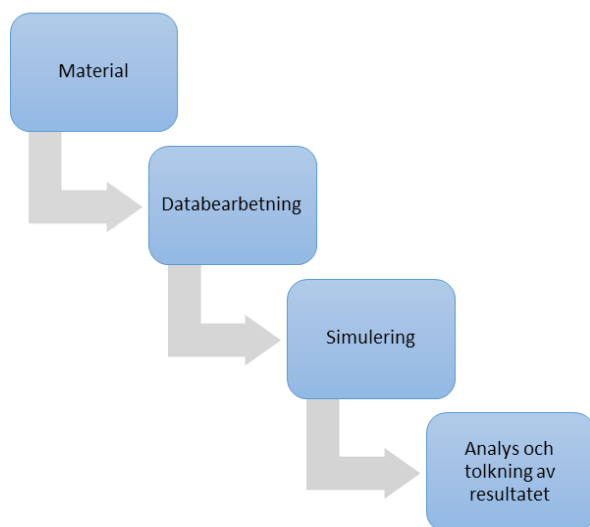 Material
Databearbetning
Simulering
Analys och
tolkning av
resultatet